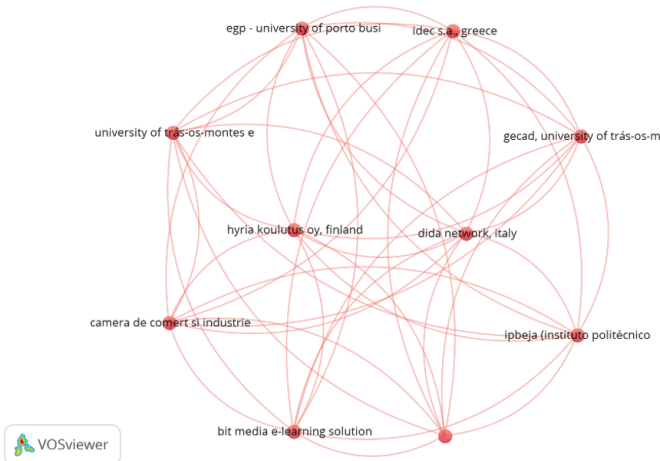 egp - university of porto busi
idec s.a., greece
university of trás-os-montes e
gecad, university of trás-os-m
hyria koulutus oy, finland
dida network, italy
camera de comert si industrie
ipbeja (instituto politécnico
bit media e-learning solution
VOSviewer